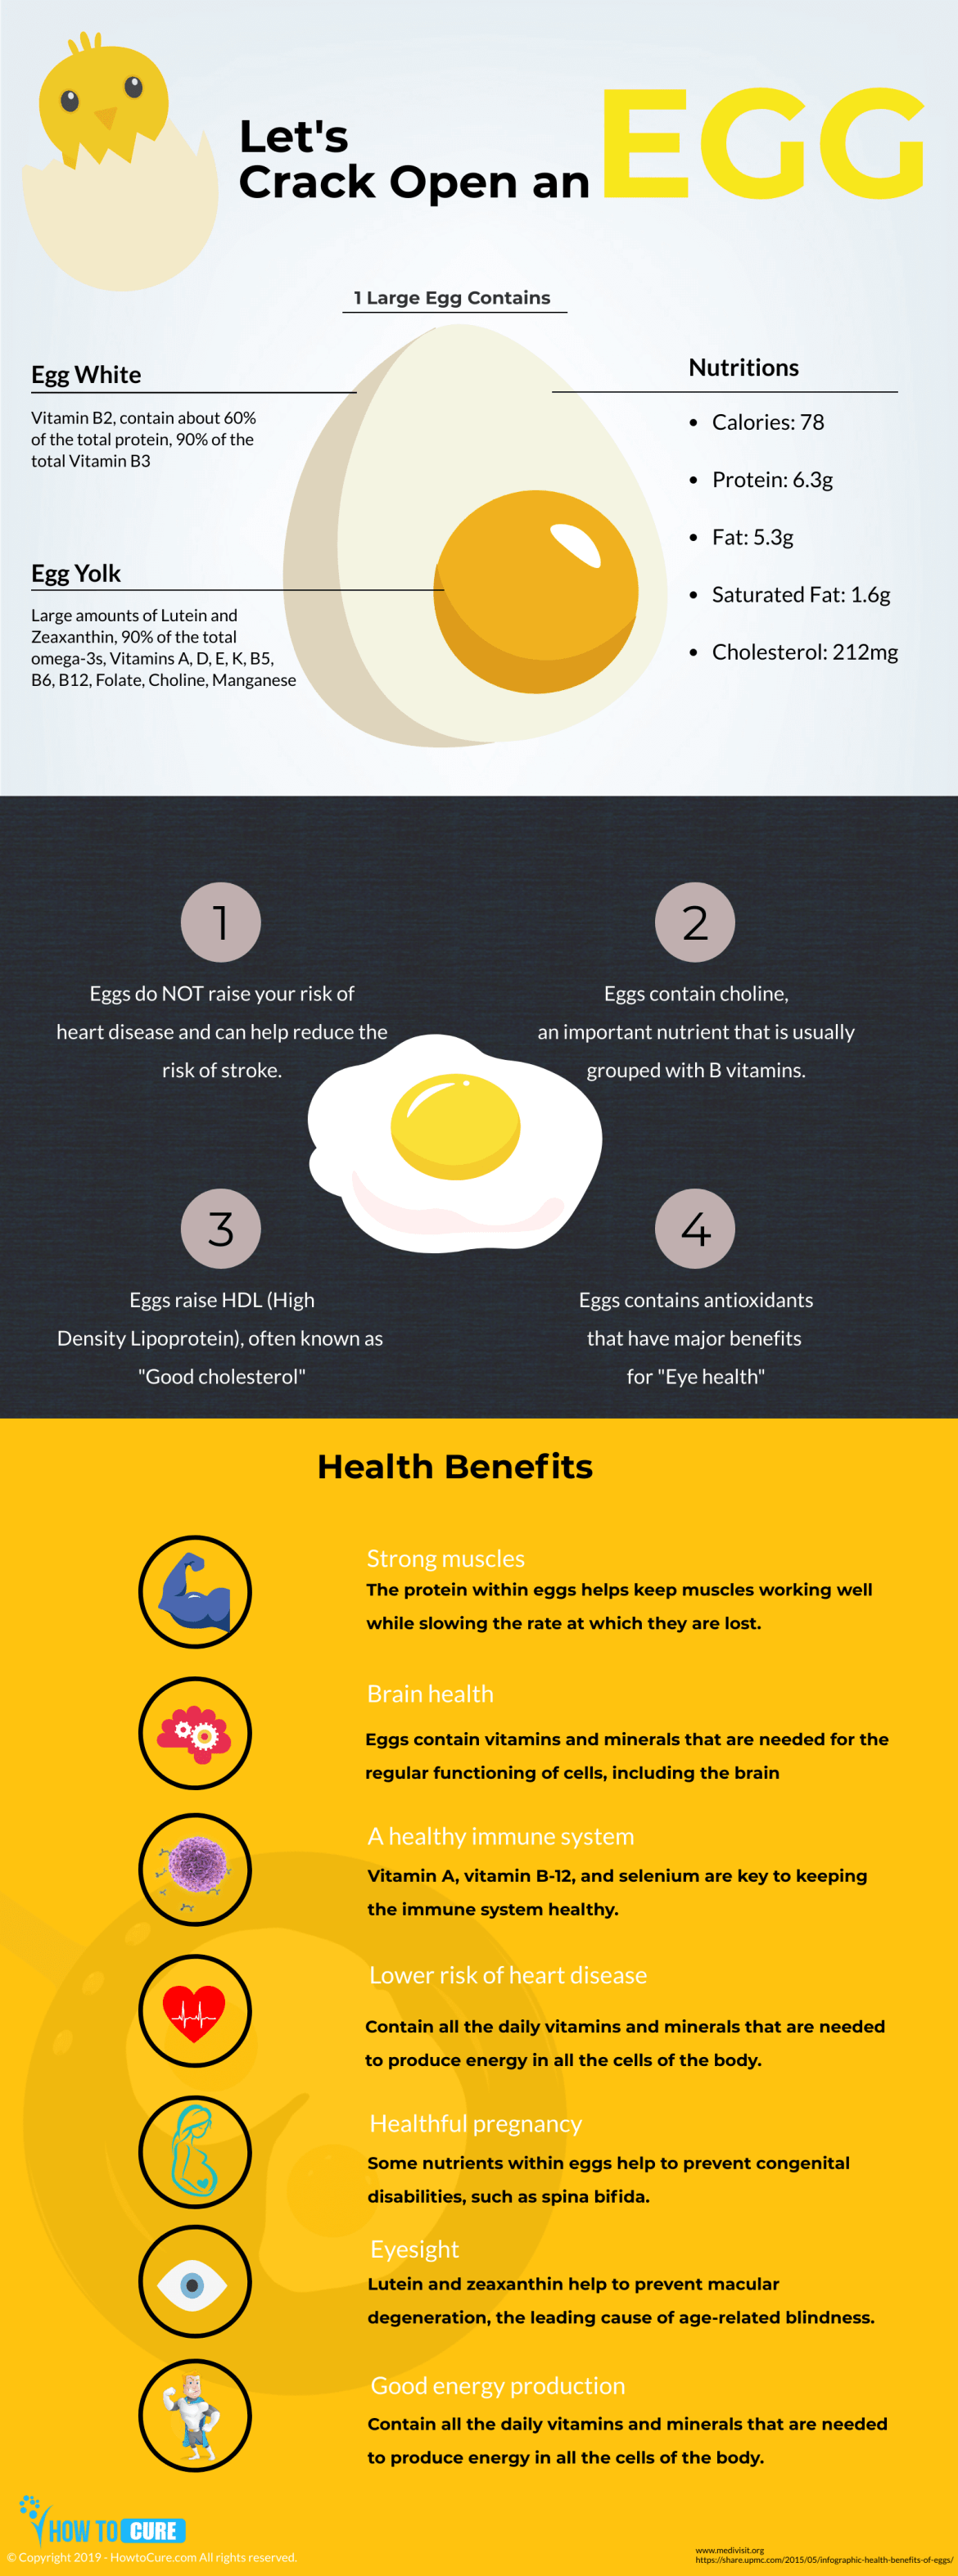 Let's
Crack Open an EGG
1 Large Egg Contains
Egg White
Vitamin B2, contain about 60%
of the total protein, 90% of the
total Vitamin B3
Egg Yolk
Large amounts of Lutein and
Zeaxanthin, 90% of the total
omega-3s, Vitamins A, D, E, K, B5,
B6, B12, Folate, Choline, Manganese
Nutritions
• Calories: 78
• Protein: 6.3g
• Fat: 5.3g
• Saturated Fat: 1.6g
• Cholesterol: 212mg
1
Eggs do NOT raise your risk of
heart disease and can help reduce the
risk of stroke.
2
Eggs contain choline,
an important nutrient that is usually
grouped with B vitamins.
3
Eggs raise HDL (High
Density Lipoprotein), often known as
"Good cholesterol"
4
Eggs contains antioxidants
that have major benefits
for "Eye health"
Health Benefits
Strong muscles
The protein within eggs helps keep muscles working well
while slowing the rate at which they are lost.
Brain health
Eggs contain vitamins and minerals that are needed for the
regular functioning of cells, including the brain
A healthy immune system
Vitamin A, vitamin B-12, and selenium are key to keeping
the immune system healthy.
Lower risk of heart disease
Contain all the daily vitamins and minerals that are needed
to produce energy in all the cells of the body.
Healthful pregnancy
Some nutrients within eggs help to prevent congenital
disabilities, such as spina bifida.
Eyesight
Lutein and zeaxanthin help to prevent macular
degeneration, the leading cause of age-related blindness.
Good energy production
Contain all the daily vitamins and minerals that are needed
to produce energy in all the cells of the body.
HOW TO CURE
© Copyright 2019 - HowtoCure.com All rights reserved.
www.medivisit.org
https://share.upmc.com/2015/05/infographic-health-benefits-of-eggs/